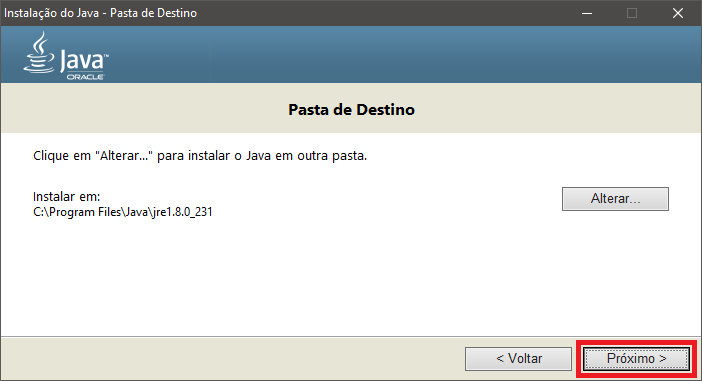 Instalação do Java - Pasta de Destino
Java™
ORACLE
Pasta de Destino
Clique em "Alterar..." para instalar o Java em outra pasta.
Instalar em:
C:\Program Files\Java\jre1.8.0_231
Alterar...
< Voltar
Próximo >